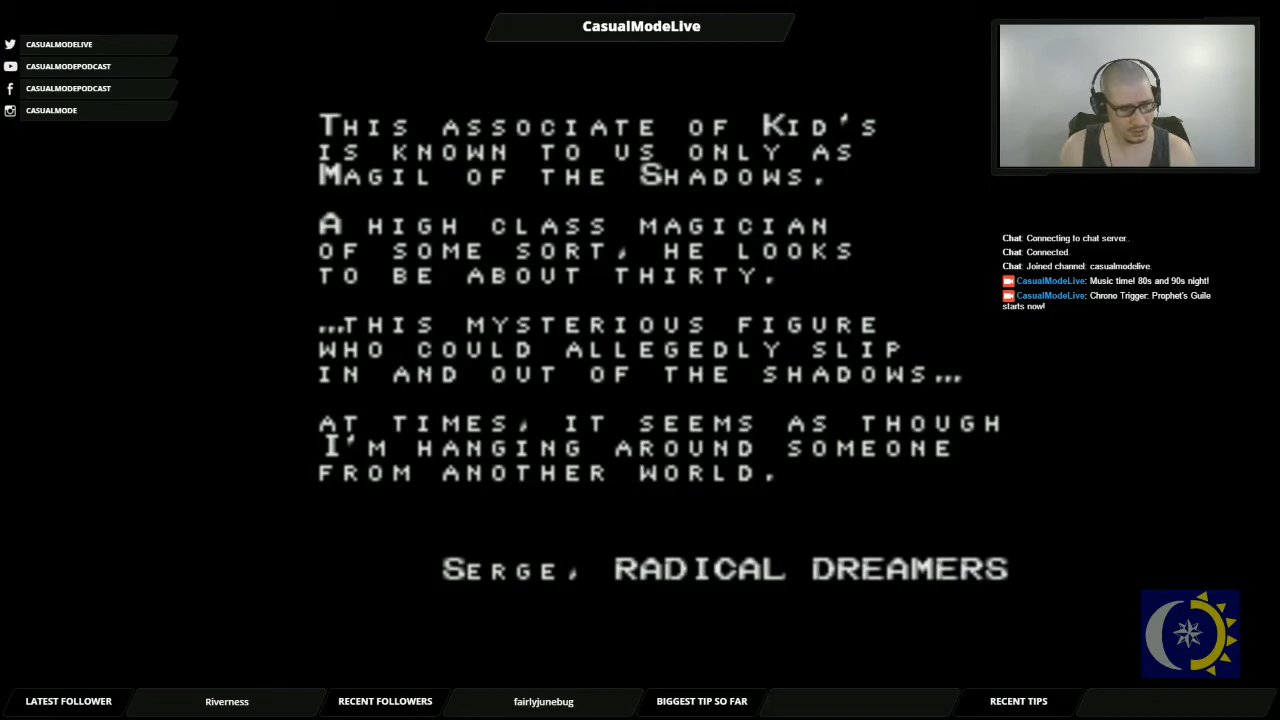 CasualModeLive
CASUALMODELIVE
CASUALMODEPODCAST
CASUALMODEPODCAST
CASUALMODE
THIS ASSOCIATE OF KID'S
IS KNOWN TO US ONLY AS
MAGIL OF THE SHADOWS.
A HIGH CLASS MAGICIAN
OF SOME SORT, HE LOOKS
TO BE ABOUT THIRTY.
...THIS MYSTERIOUS FIGURE
WHO COULD ALLEGEDLY SLIP
IN AND OUT OF THE SHADOWS...
AT TIMES, IT SEEMS AS THOUGH
I'M HANGING AROUND SOMEONE
FROM ANOTHER WORLD.
SERGE, RADICAL DREAMERS
Chat: Connecting to chat server..
Chat: Connected.
Chat: Joined channel: casualmodelive.
CasualModeLive: Music time! 80s and 90s night!
CasualModeLive: Chrono Trigger: Prophet's Guile
starts now!
LATEST FOLLOWER
Riverness
RECENT FOLLOWERS
fairlyjunebug
BIGGEST TIP SO FAR
RECENT TIPS